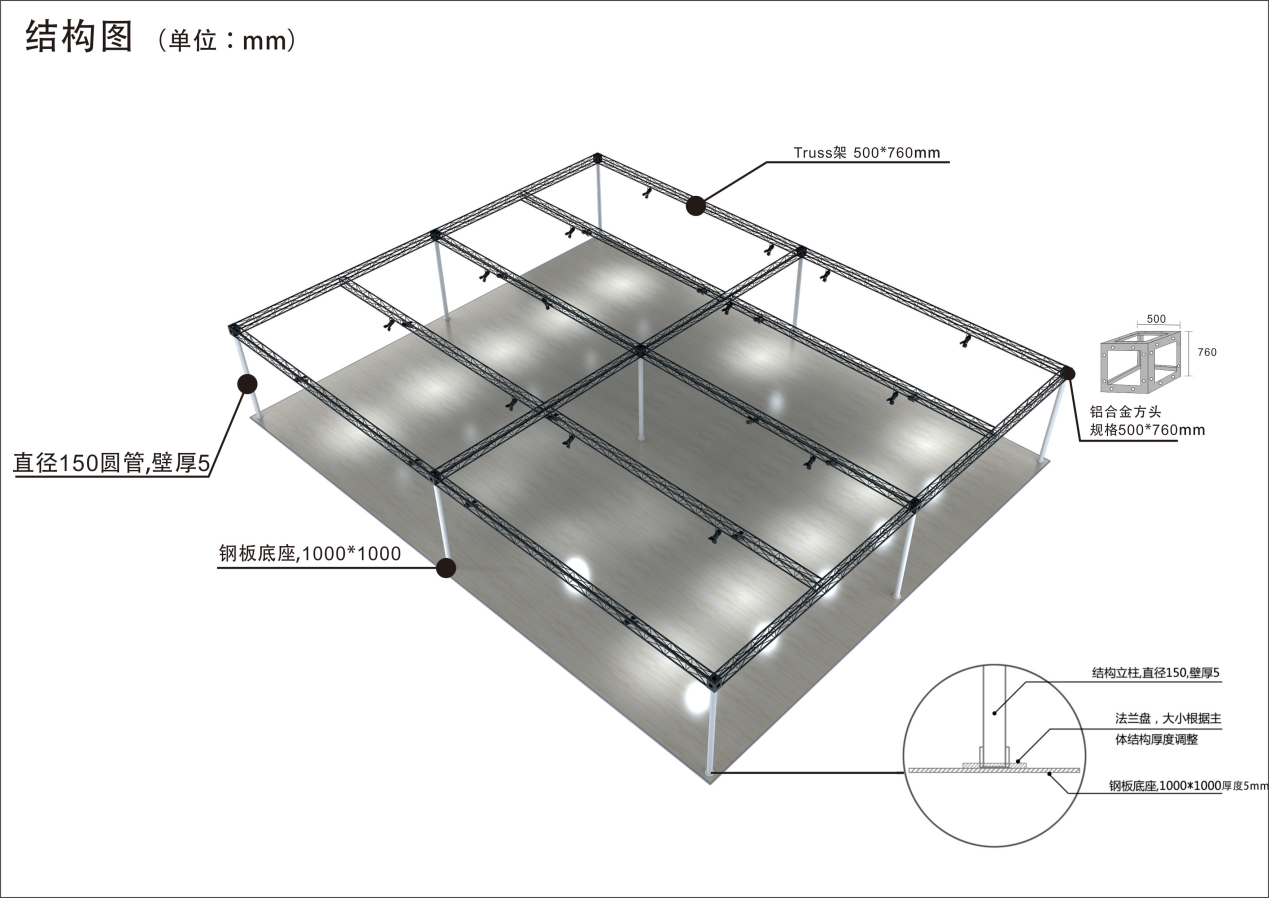 结构图 （单位：mm）
Truss架 500*760mm
500
760
铝合金方头
规格500*760mm
直径150圆管,壁厚5
钢板底座,1000*1000
结构立柱,直径150,壁厚5
法兰盘，大小根据主
体结构厚度调整
钢板底座,1000*1000厚度5mm